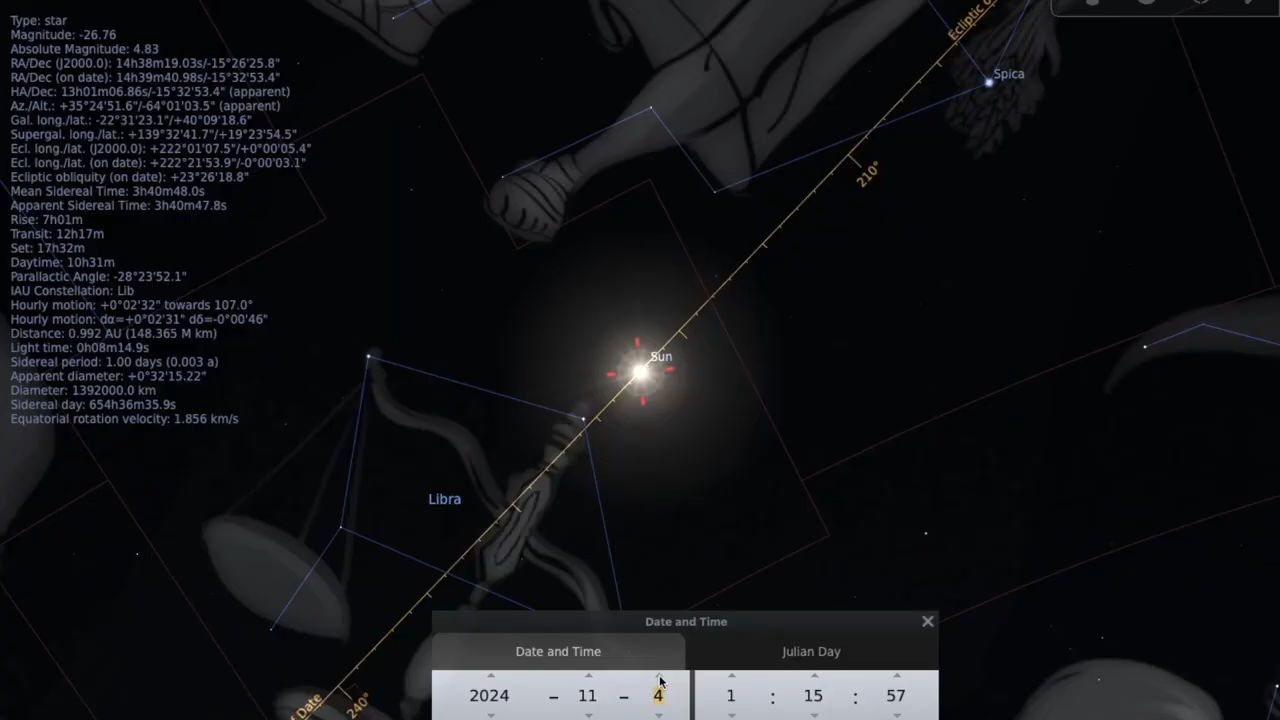 Type: star
Magnitude: -26.76
Absolute Magnitude: 4.83
RA/Dec (J2000.0): 14h38m19.03s/-15°26'25.8"
RA/Dec (on date): 14h39m40.98s/-15°32'53.4"
HA/Dec: 13h01m06.86s/-15°32'53.4" (apparent)
Az./Alt.: +35°24'51.6"/-64°01'03.5" (apparent)
Gal. long./lat.: -22°31'23.1"/+40°09'18.6"
Supergal. long./lat.: +139°32'41.7"/+19°23'54.5"
Ecl. long./lat. (J2000.0): +222°01'07.5"/+0°00'05.4"
Ecl. long./lat. (on date): +222°21'53.9"/-0°00'03.1"
Ecliptic obliquity (on date): +23°26'18.8"
Mean Sidereal Time: 3h40m48.0s
Apparent Sidereal Time: 3h40m47.8s
Rise: 7h01m
Transit: 12h17m
Set: 17h32m
Daytime: 10h31m
Parallactic Angle: -28°23'52.1"
IAU Constellation: Lib
Hourly motion: +0°02'32" towards 107.0°
Hourly motion: dα=+0°02'31" dδ=-0°00'46"
Distance: 0.992 AU (148.365 M km)
Light time: 0h08m14.9s
Sidereal period: 1.00 days (0.003 a)
Apparent diameter: +0°32'15.22"
Diameter: 1392000.0 km
Sidereal day: 654h36m35.9s
Equatorial rotation velocity: 1.856 km/s
Ecliptic o
Spica
210°
Sun
Libra
f Date
240°
Date and Time
Date and Time
Julian Day
2024 – 11 – 4
1 : 15 : 57